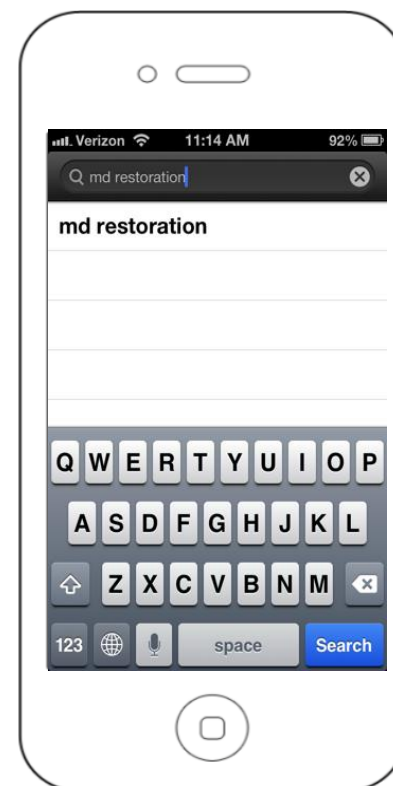 Verizon 11:14 AM 92%
md restoration
md restoration
Q W E R T Y U I O P
A S D F G H J K L
Z X C V B N M
123 space Search